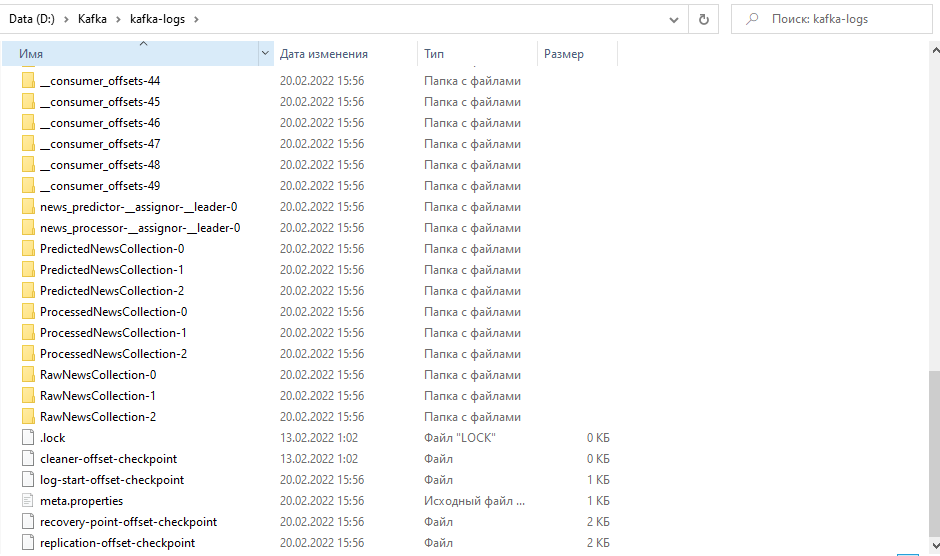 Data (D:) > Kafka > kafka-logs >
Поиск: kafka-logs
Имя Дата изменения Тип Размер
__consumer_offsets-44 20.02.2022 15:56 Папка с файлами
__consumer_offsets-45 20.02.2022 15:56 Папка с файлами
__consumer_offsets-46 20.02.2022 15:56 Папка с файлами
__consumer_offsets-47 20.02.2022 15:56 Папка с файлами
__consumer_offsets-48 20.02.2022 15:56 Папка с файлами
__consumer_offsets-49 20.02.2022 15:56 Папка с файлами
news_predictor-__assignor-__leader-0 20.02.2022 15:56 Папка с файлами
news_processor-__assignor-__leader-0 20.02.2022 15:56 Папка с файлами
PredictedNewsCollection-0 20.02.2022 15:56 Папка с файлами
PredictedNewsCollection-1 20.02.2022 15:56 Папка с файлами
PredictedNewsCollection-2 20.02.2022 15:56 Папка с файлами
ProcessedNewsCollection-0 20.02.2022 15:56 Папка с файлами
ProcessedNewsCollection-1 20.02.2022 15:56 Папка с файлами
ProcessedNewsCollection-2 20.02.2022 15:56 Папка с файлами
RawNewsCollection-0 20.02.2022 15:56 Папка с файлами
RawNewsCollection-1 20.02.2022 15:56 Папка с файлами
RawNewsCollection-2 20.02.2022 15:56 Папка с файлами
.lock 13.02.2022 1:02 Файл "LOCK" 0 КБ
cleaner-offset-checkpoint 13.02.2022 1:02 Файл 0 КБ
log-start-offset-checkpoint 20.02.2022 15:56 Файл 1 КБ
meta.properties 20.02.2022 15:56 Исходный файл ... 1 КБ
recovery-point-offset-checkpoint 20.02.2022 15:56 Файл 2 КБ
replication-offset-checkpoint 20.02.2022 15:56 Файл 2 КБ